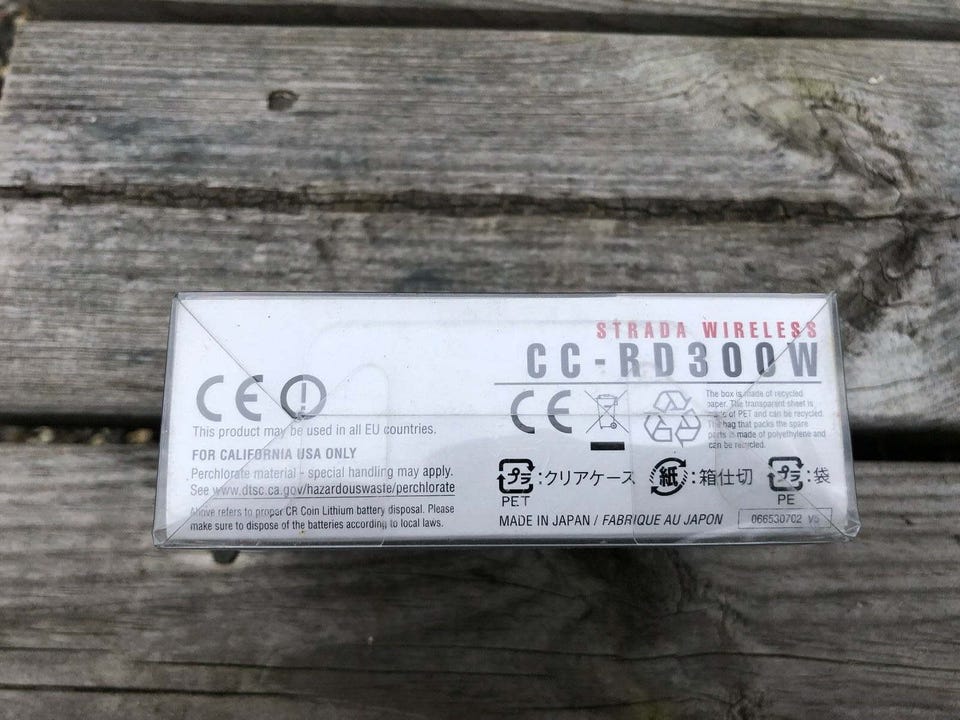 STRADA WIRELESS
CC-RD300W
CE
This product may be used in all EU countries.
FOR CALIFORNIA USA ONLY
Perchlorate material - special handling may apply.
See www.dtsc.ca.gov/hazardouswaste/perchlorate
Above refers to proper CR Coin Lithium battery disposal. Please
make sure to dispose of the batteries according to local laws.
CE
The box is made of recycled
paper. The transparent sheet is
made of PET and can be recycled.
The bag that packs the spare
parts is made of polyethylene and
can be recycled.
プラ:クリアケース 紙:箱仕切 プラ:袋
PET PE
MADE IN JAPAN / FABRIQUE AU JAPON 066530702 V5